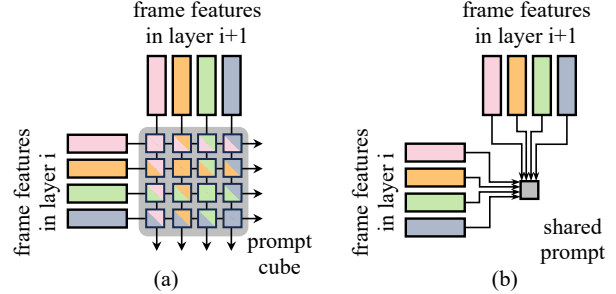 frame features
in layer i+1
frame features
in layer i
prompt
cube
(a)
frame features
in layer i+1
frame features
in layer i
shared
prompt
(b)